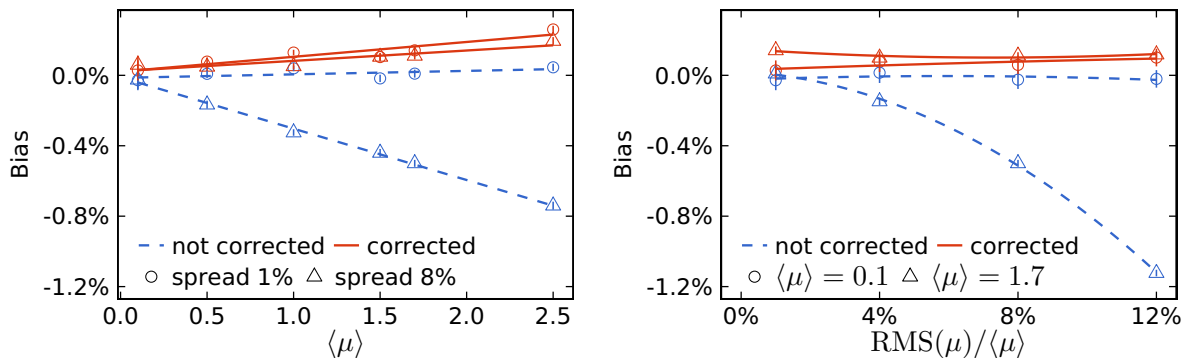 0.0%
-0.4%
-0.8%
-1.2%
Bias
not corrected
corrected
spread 1%
spread 8%
0.0 0.5 1.0 1.5 2.0 2.5
⟨μ⟩
0.0%
-0.4%
-0.8%
-1.2%
Bias
not corrected
corrected
⟨μ⟩ = 0.1
⟨μ⟩ = 1.7
0% 4% 8% 12%
RMS(μ)/⟨μ⟩